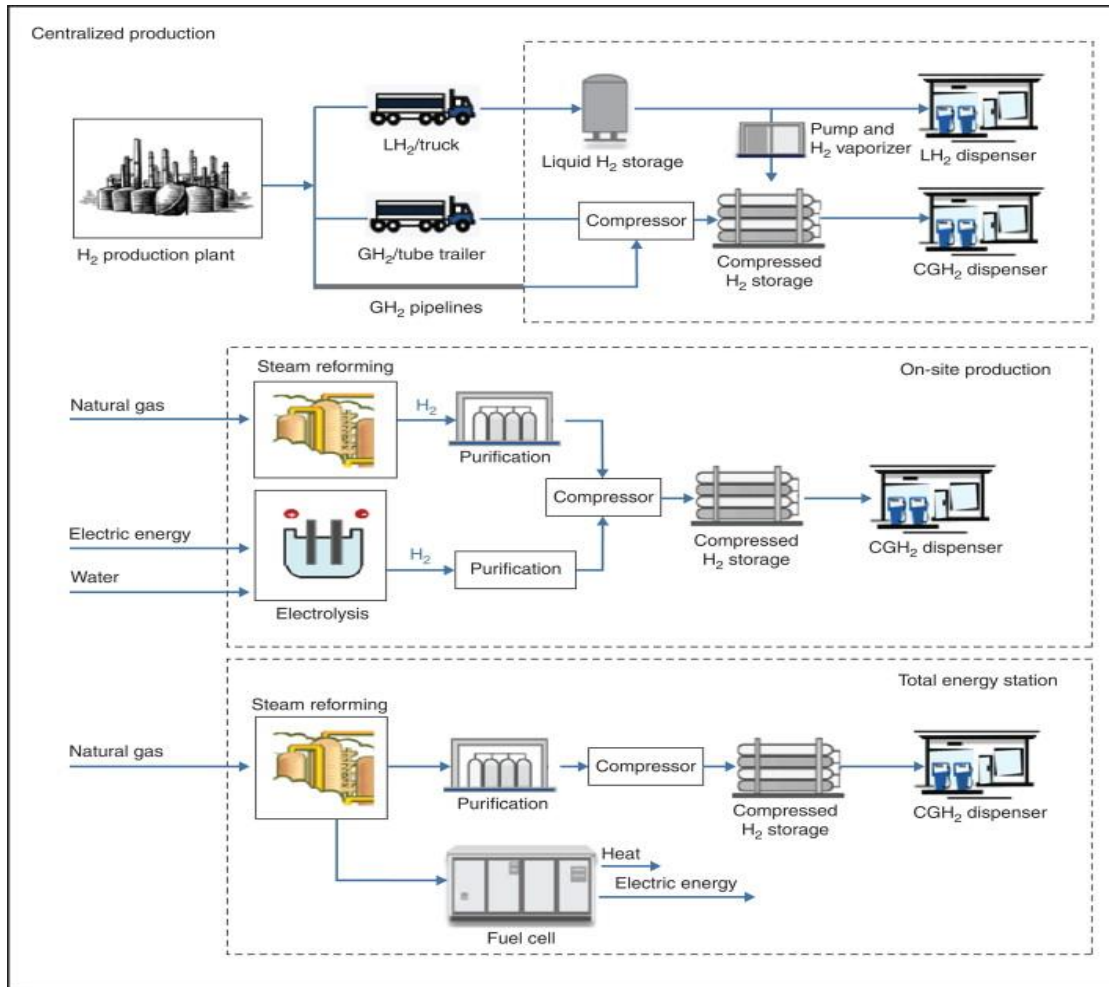 Centralized production
LH₂/truck
Liquid H₂ storage
Pump and
H₂ vaporizer
LH₂ dispenser
H₂ production plant
GH₂/tube trailer
Compressor
Compressed
H₂ storage
CGH₂ dispenser
GH₂ pipelines
Steam reforming
On-site production
Natural gas
H₂
Purification
Compressor
Compressed
H₂ storage
CGH₂ dispenser
Electric energy
Water
H₂
Purification
Electrolysis
Total energy station
Steam reforming
Natural gas
Purification
Compressor
Compressed
H₂ storage
CGH₂ dispenser
Heat
Electric energy
Fuel cell